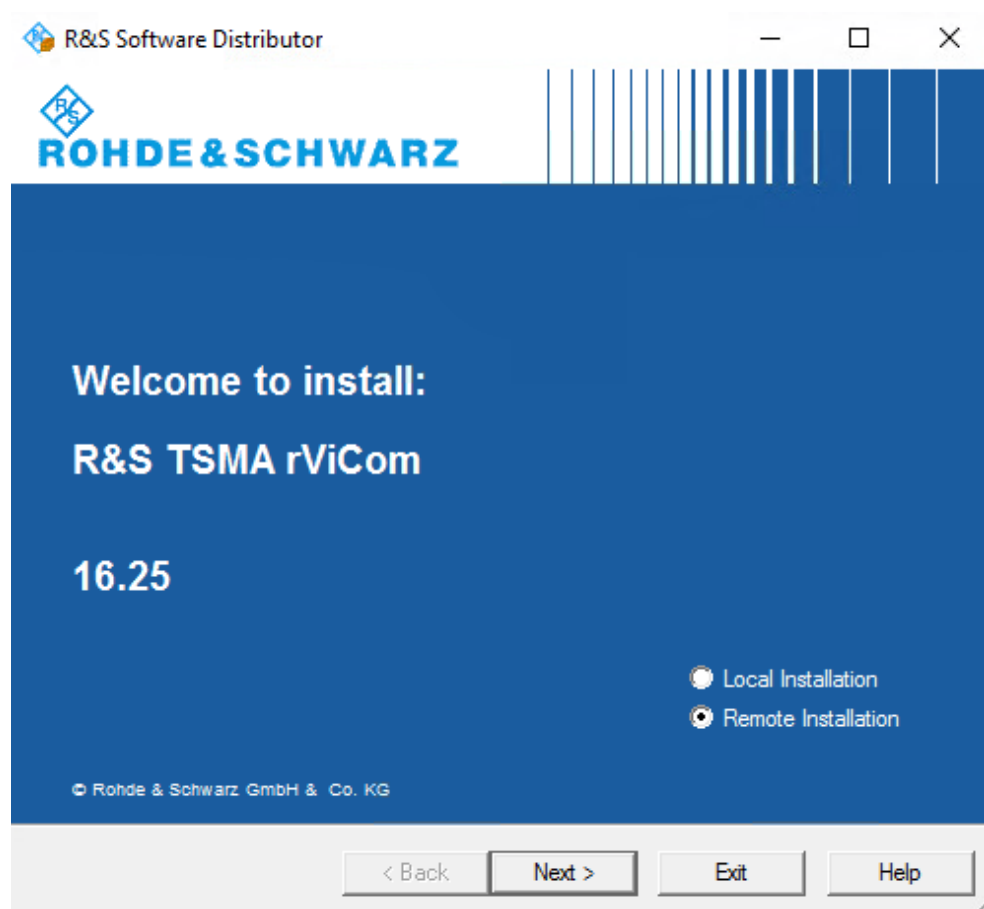 R&S Software Distributor
R&S
ROHDE&SCHWARZ
Welcome to install:
R&S TSMA rViCom
16.25
Local Installation
Remote Installation
© Rohde & Schwarz GmbH & Co. KG
< Back Next > Exit Help